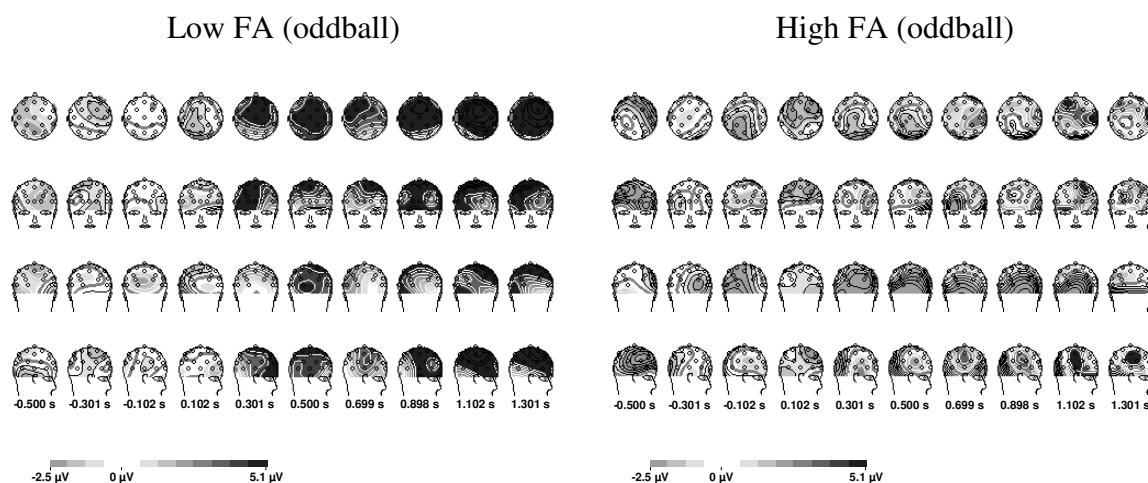 Low FA (oddball)
High FA (oddball)
-0.500 s -0.301 s -0.102 s 0.102 s 0.301 s 0.500 s 0.699 s 0.898 s 1.102 s 1.301 s
-0.500 s -0.301 s -0.102 s 0.102 s 0.301 s 0.500 s 0.699 s 0.898 s 1.102 s 1.301 s
-2.5 µV 0 µV 5.1 µV
-2.5 µV 0 µV 5.1 µV